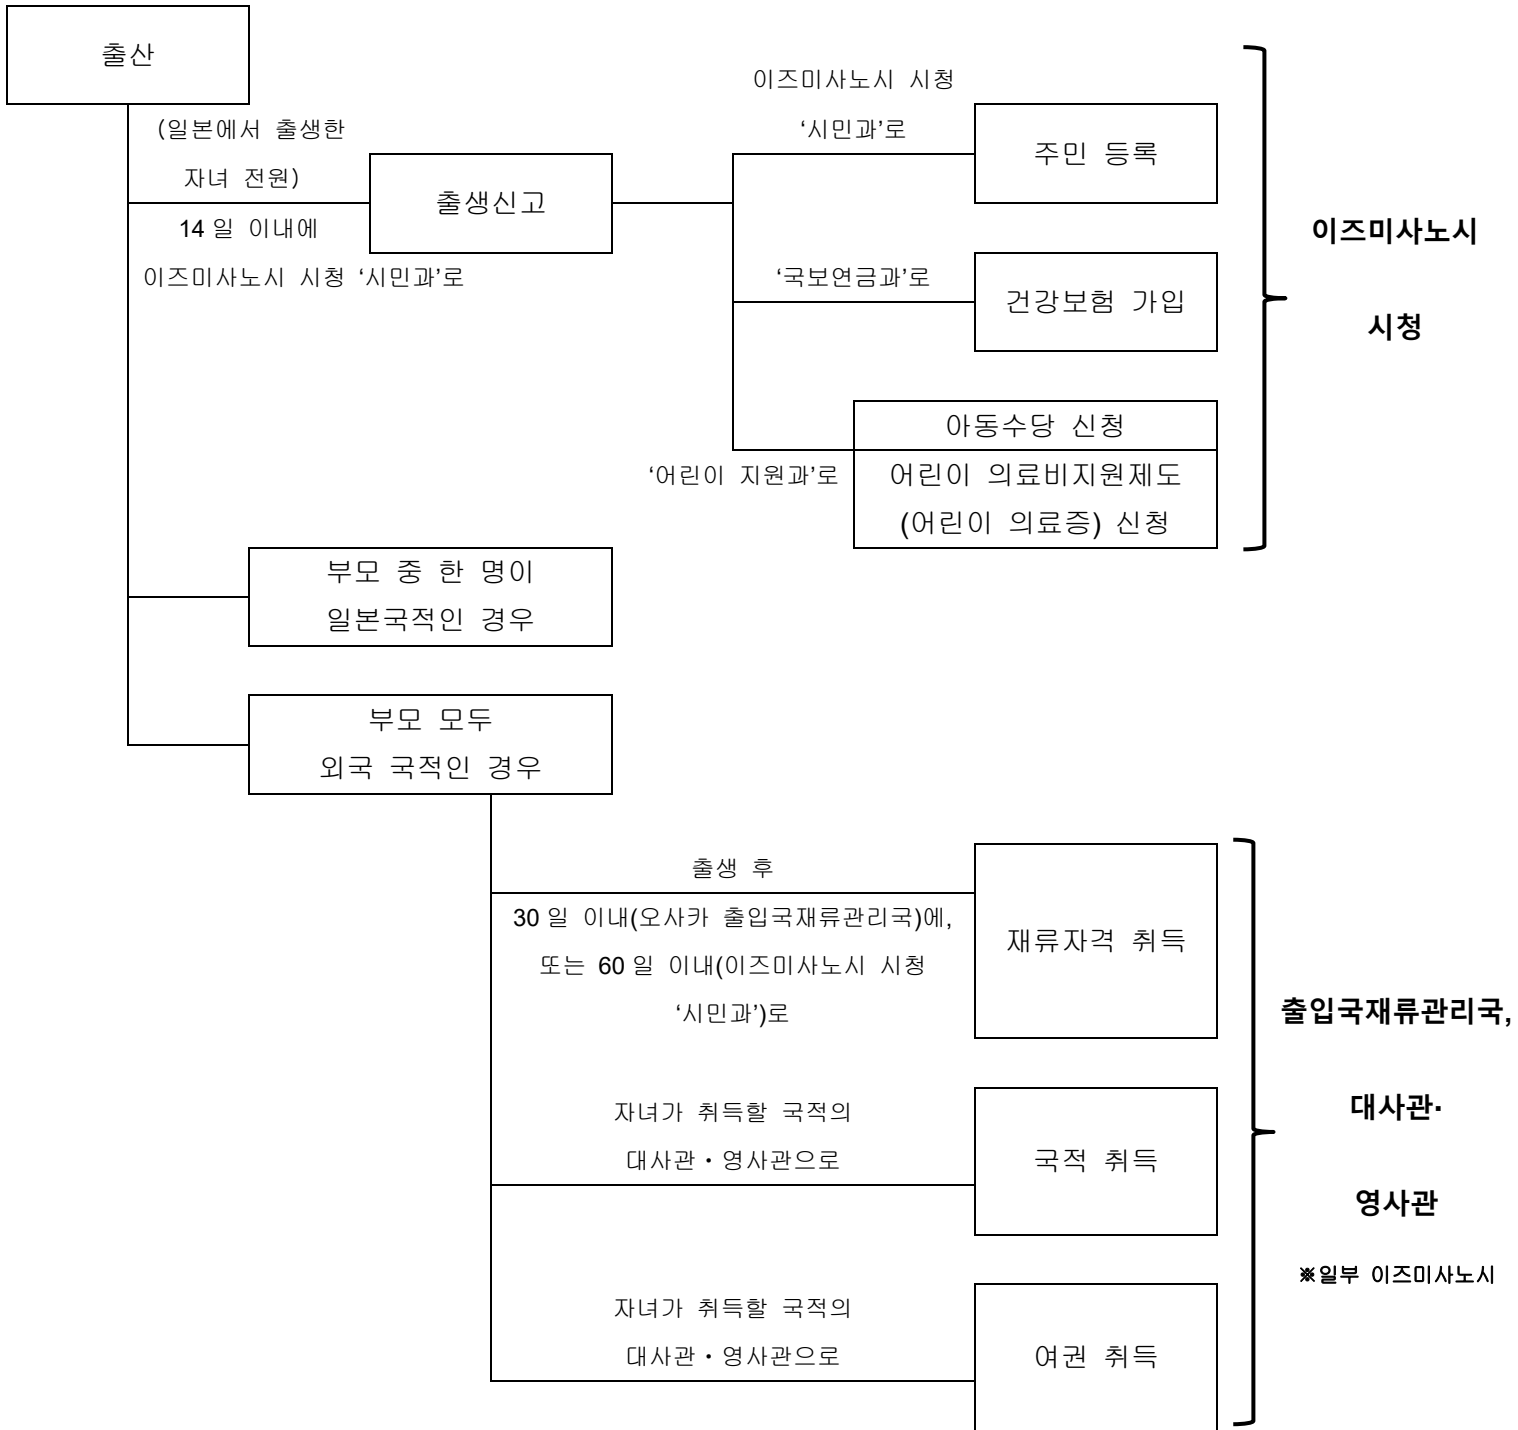 출산
(일본에서 출생한
자녀 전원)
14일 이내에
이즈미사노시 시청 ‘시민과’로
출생신고
이즈미사노시 시청
‘시민과’로
주민 등록
‘국보연금과’로
건강보험 가입
‘어린이 지원과’로
아동수당 신청
어린이 의료비지원제도
(어린이 의료증) 신청
이즈미사노시
시청
부모 중 한 명이
일본국적인 경우
부모 모두
외국 국적인 경우
출생 후
30일 이내(오사카 출입국재류관리국)에,
또는 60일 이내(이즈미사노시 시청
‘시민과’)로
재류자격 취득
자녀가 취득할 국적의
대사관・영사관으로
국적 취득
자녀가 취득할 국적의
대사관・영사관으로
여권 취득
출입국재류관리국,
대사관·
영사관
※일부 이즈미사노시